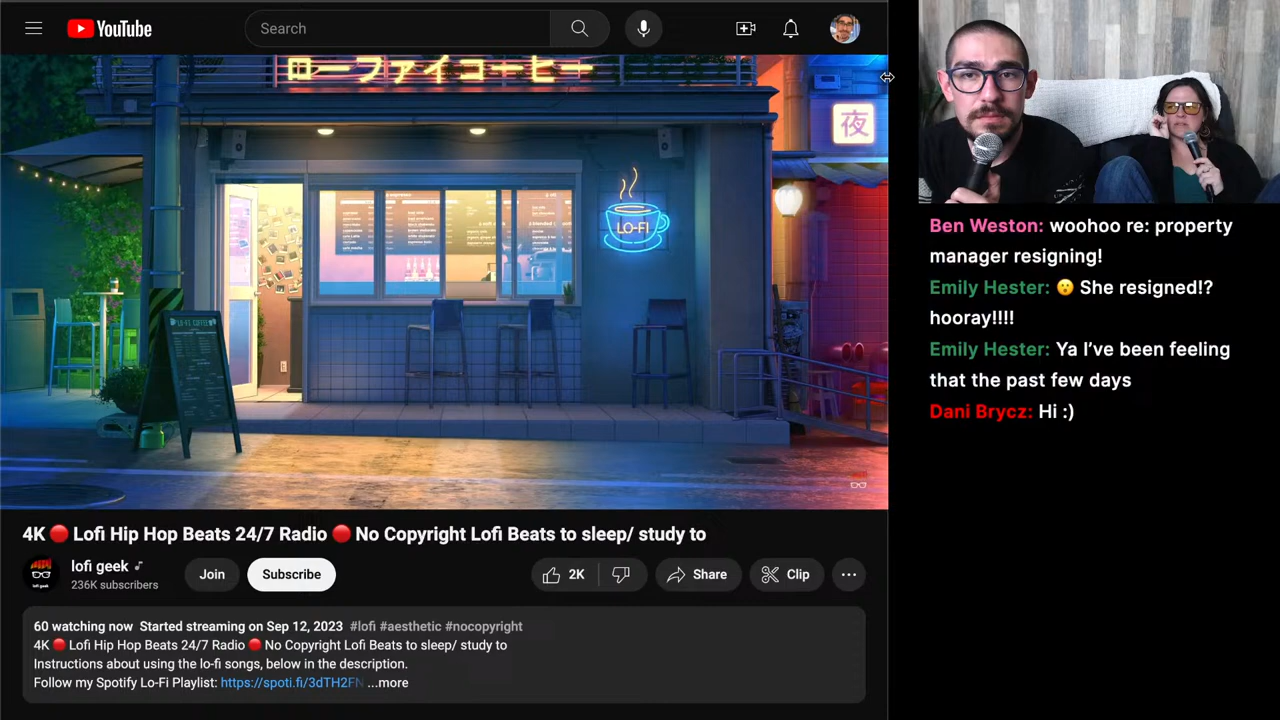 YouTube
Search
ローファイコーヒー
夜
LO-FI
LO-FI COFFEE
Ben Weston: woohoo re: property
manager resigning!
Emily Hester: 😮 She resigned!?
hooray!!!!
Emily Hester: Ya I've been feeling
that the past few days
Dani Brycz: Hi :)
4K 🔴 Lofi Hip Hop Beats 24/7 Radio 🔴 No Copyright Lofi Beats to sleep/ study to
lofi geek
236K subscribers
Join
Subscribe
2K
Share
Clip
60 watching now Started streaming on Sep 12, 2023 #lofi #aesthetic #nocopyright
4K 🔴 Lofi Hip Hop Beats 24/7 Radio 🔴 No Copyright Lofi Beats to sleep/ study to
Instructions about using the lo-fi songs, below in the description.
Follow my Spotify Lo-Fi Playlist: https://spoti.fi/3dTH2FN ...more